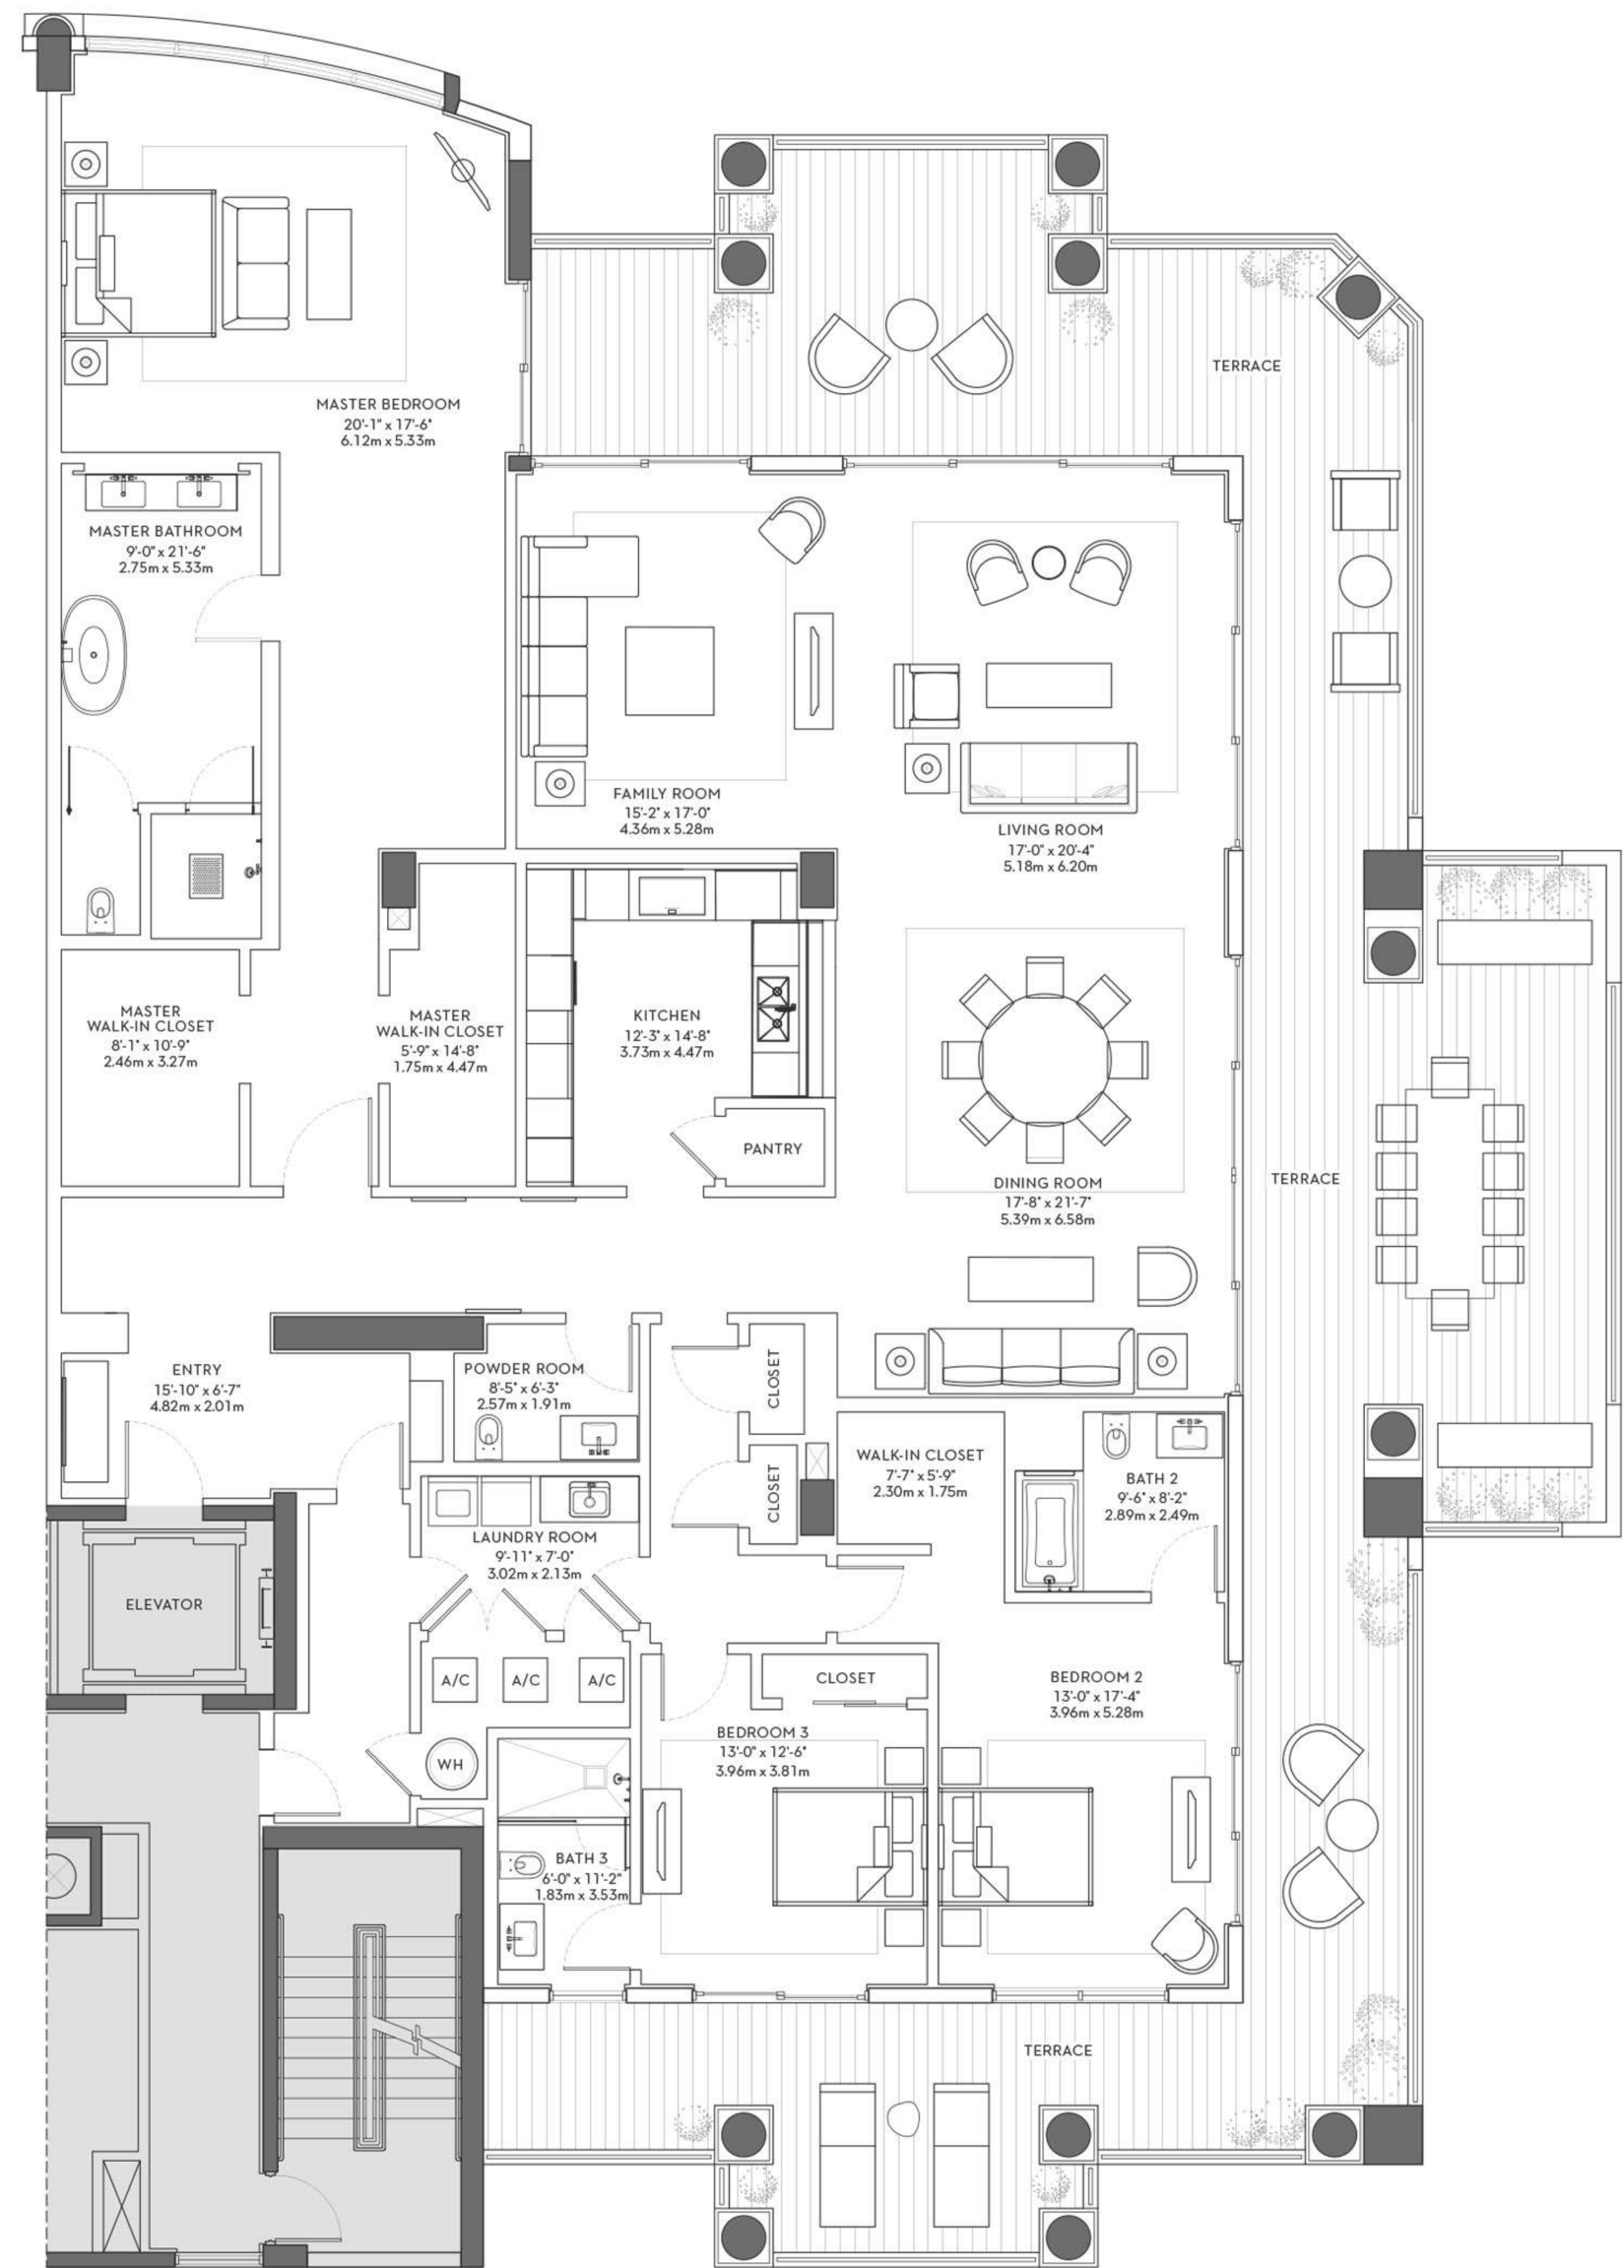 TERRACE
MASTER BEDROOM
20'-1" x 17'-6"
6.12m x 5.33m
MASTER BATHROOM
9'-0" x 21'-6"
2.75m x 5.33m
FAMILY ROOM
15'-2" x 17'-0"
4.36m x 5.28m
LIVING ROOM
17'-0" x 20'-4"
5.18m x 6.20m
MASTER
WALK-IN CLOSET
8'-1" x 10'-9"
2.46m x 3.27m
MASTER
WALK-IN CLOSET
5'-9" x 14'-8"
1.75m x 4.47m
KITCHEN
12'-3" x 14'-8"
3.73m x 4.47m
PANTRY
DINING ROOM
17'-8" x 21'-7"
5.39m x 6.58m
TERRACE
ENTRY
15'-10" x 6'-7"
4.82m x 2.01m
POWDER ROOM
8'-5" x 6'-3"
2.57m x 1.91m
CLOSET
CLOSET
WALK-IN CLOSET
7'-7" x 5'-9"
2.30m x 1.75m
BATH 2
9'-6" x 8'-2"
2.89m x 2.49m
LAUNDRY ROOM
9'-11" x 7'-0"
3.02m x 2.13m
ELEVATOR
A/C
A/C
A/C
CLOSET
BEDROOM 2
13'-0" x 17'-4"
3.96m x 5.28m
BEDROOM 3
13'-0" x 12'-6"
3.96m x 3.81m
WH
BATH 3
6'-0" x 11'-2"
1.83m x 3.53m
TERRACE